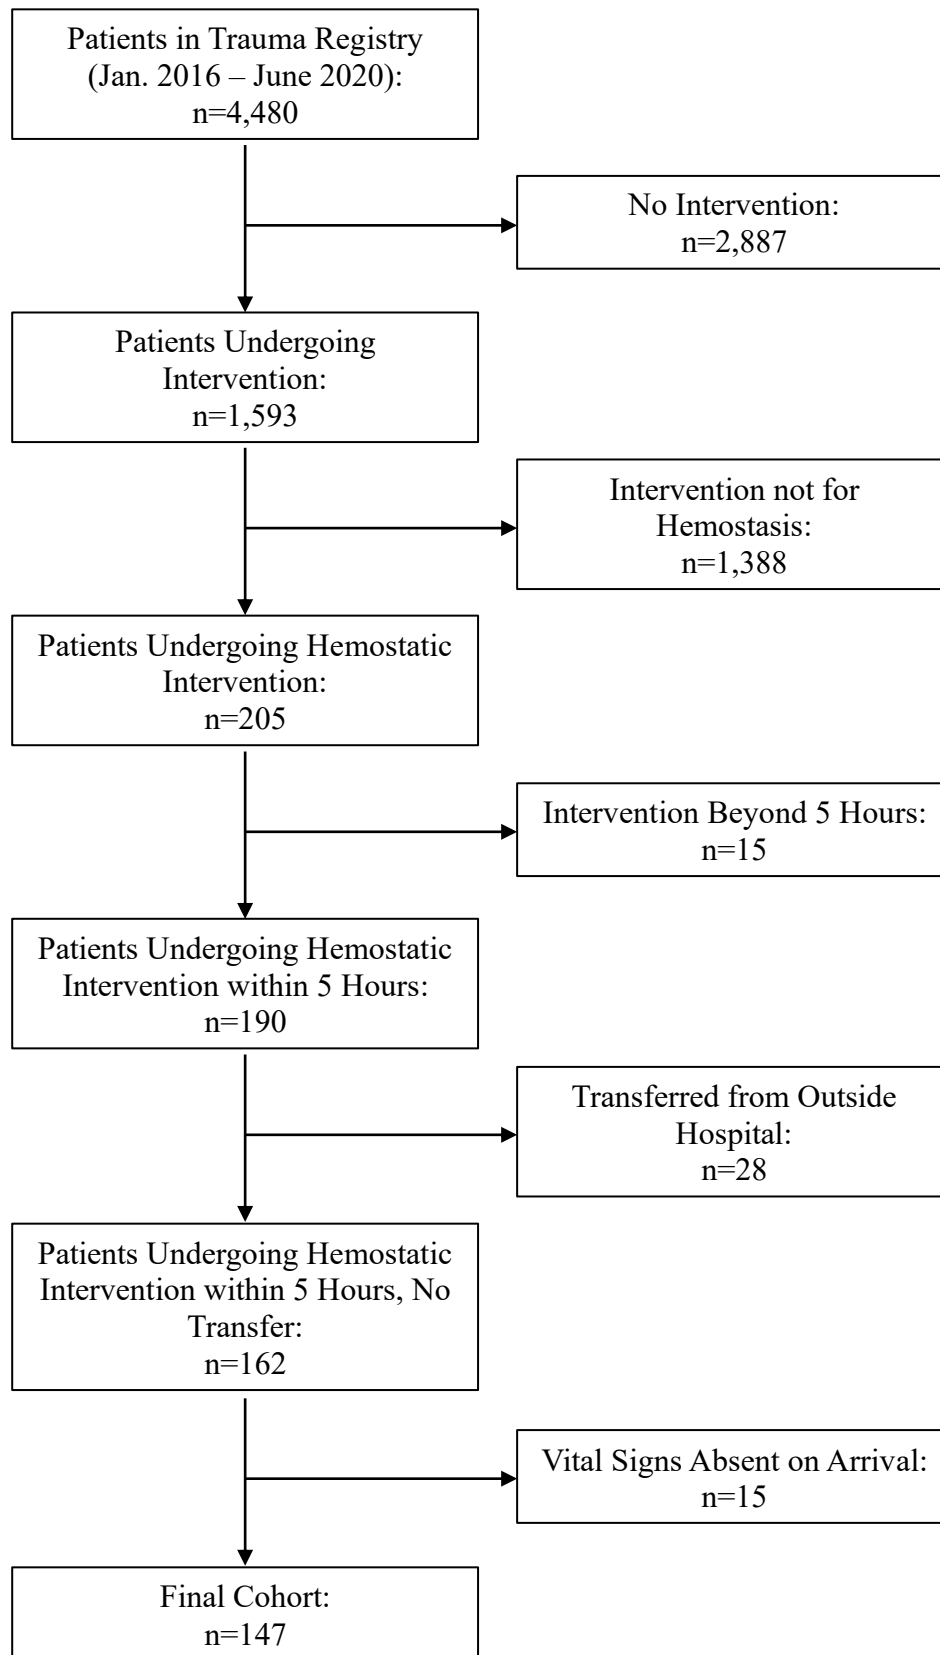 Patients in Trauma Registry
(Jan. 2016 – June 2020):
n=4,480
No Intervention:
n=2,887
Patients Undergoing
Intervention:
n=1,593
Intervention not for
Hemostasis:
n=1,388
Patients Undergoing Hemostatic
Intervention:
n=205
Intervention Beyond 5 Hours:
n=15
Patients Undergoing Hemostatic
Intervention within 5 Hours:
n=190
Transferred from Outside
Hospital:
n=28
Patients Undergoing Hemostatic
Intervention within 5 Hours, No
Transfer:
n=162
Vital Signs Absent on Arrival:
n=15
Final Cohort:
n=147